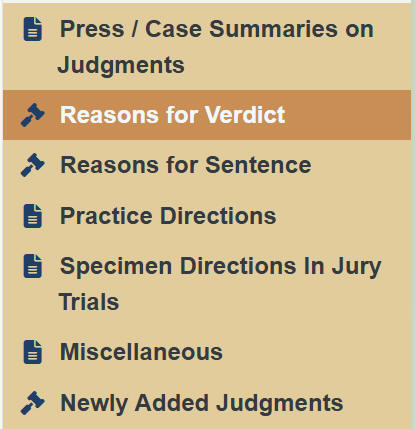 Press / Case Summaries on
Judgments
Reasons for Verdict
Reasons for Sentence
Practice Directions
Specimen Directions In Jury
Trials
Miscellaneous
Newly Added Judgments